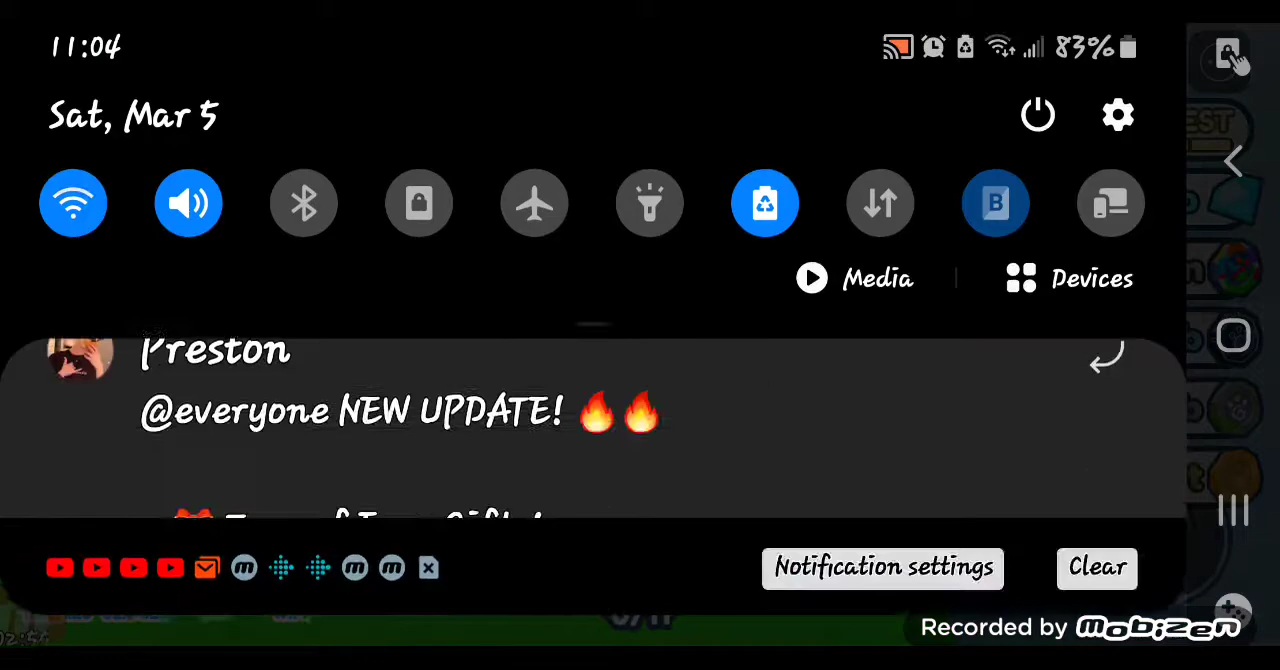 11:04
83%
Sat, Mar 5
B
Media
Devices
Preston
@everyone NEW UPDATE! 🔥🔥
Notification settings
Clear
Recorded by mobizen